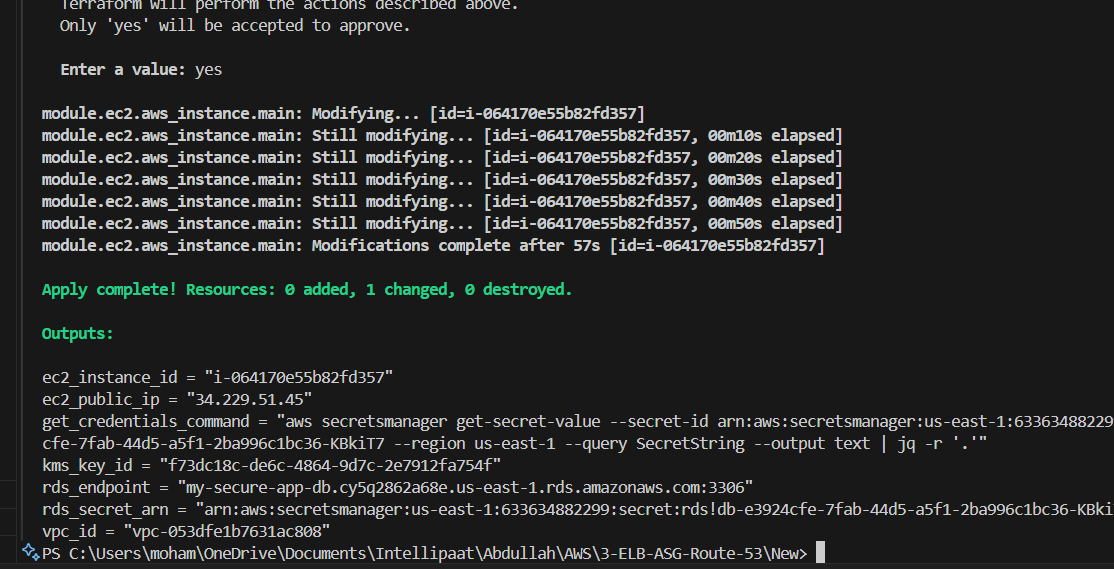 Terraform will perform the actions described above.
Only 'yes' will be accepted to approve.
Enter a value: yes
module.ec2.aws_instance.main: Modifying... [id=i-064170e55b82fd357]
module.ec2.aws_instance.main: Still modifying... [id=i-064170e55b82fd357, 00m10s elapsed]
module.ec2.aws_instance.main: Still modifying... [id=i-064170e55b82fd357, 00m20s elapsed]
module.ec2.aws_instance.main: Still modifying... [id=i-064170e55b82fd357, 00m30s elapsed]
module.ec2.aws_instance.main: Still modifying... [id=i-064170e55b82fd357, 00m40s elapsed]
module.ec2.aws_instance.main: Still modifying... [id=i-064170e55b82fd357, 00m50s elapsed]
module.ec2.aws_instance.main: Modifications complete after 57s [id=i-064170e55b82fd357]
Apply complete! Resources: 0 added, 1 changed, 0 destroyed.
Outputs:
ec2_instance_id = "i-064170e55b82fd357"
ec2_public_ip = "34.229.51.45"
get_credentials_command = "aws secretsmanager get-secret-value --secret-id arn:aws:secretsmanager:us-east-1:6336348822​99
cfe-7fab-44d5-a5f1-2ba996c1bc36-KBkiT7 --region us-east-1 --query SecretString --output text | jq -r '.'"
kms_key_id = "f73dc18c-de6c-4864-9d7c-2e7912fa754f"
rds_endpoint = "my-secure-app-db.cy5q2862a68e.us-east-1.rds.amazonaws.com:3306"
rds_secret_arn = "arn:aws:secretsmanager:us-east-1:633634882299:secret:rds!db-e3924cfe-7fab-44d5-a5f1-2ba996c1bc36-KBki
vpc_id = "vpc-053dfe1b7631ac808"
PS C:\Users\moham\OneDrive\Documents\Intellipaat\Abdullah\AWS\3-ELB-ASG-Route-53\New>